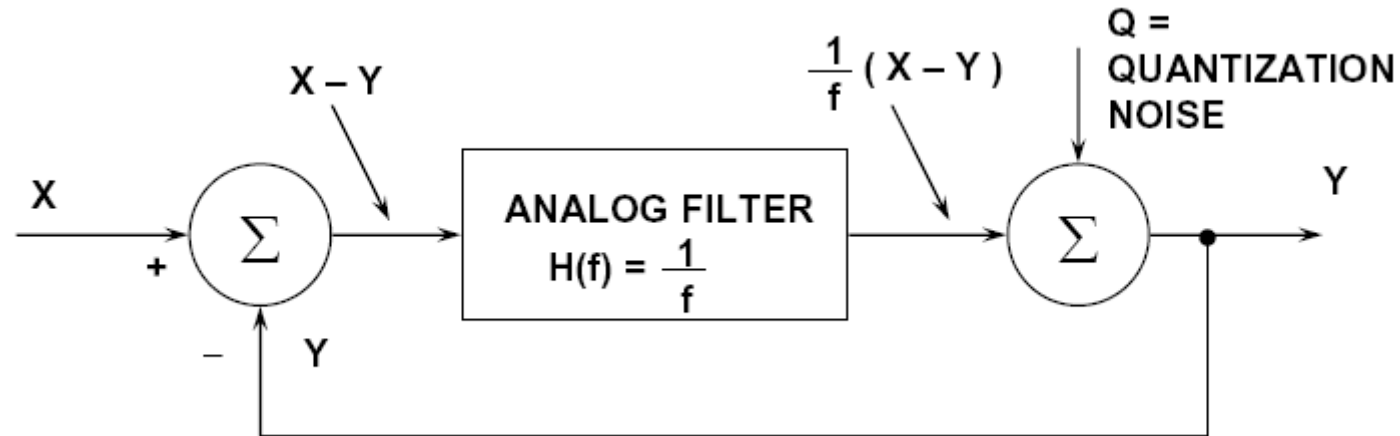 Q =
QUANTIZATION
NOISE
X – Y
1/f ( X – Y )
X
Σ
+
–
Y
ANALOG FILTER
H(f) = 1/f
Σ
Y